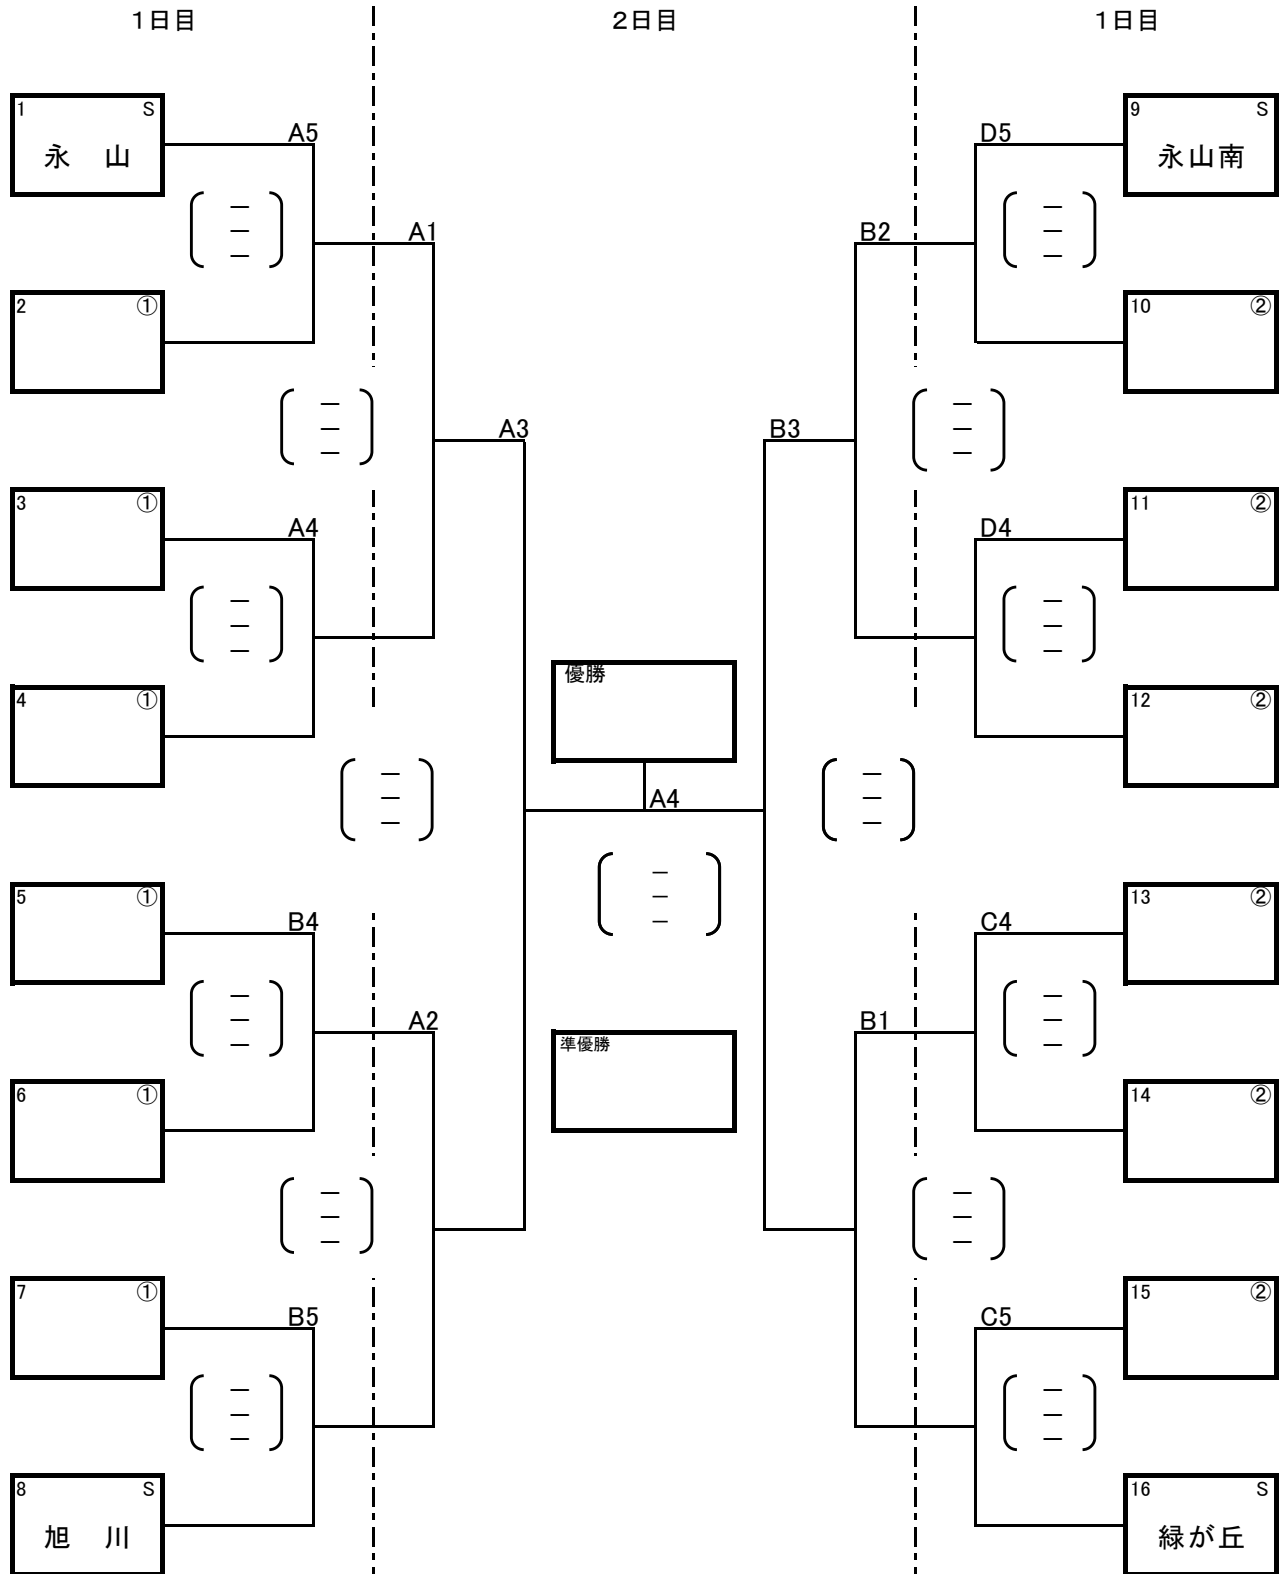 １日目
２日目
１日目
1 S
永　山
A5
D5
9 S
永山南
A1
B2
2 ①
10 ②
A3
B3
3 ①
A4
D4
11 ②
優勝
4 ①
12 ②
A4
5 ①
B4
C4
13 ②
A2
B1
準優勝
6 ①
14 ②
7 ①
B5
C5
15 ②
8 S
旭　川
16 S
緑が丘